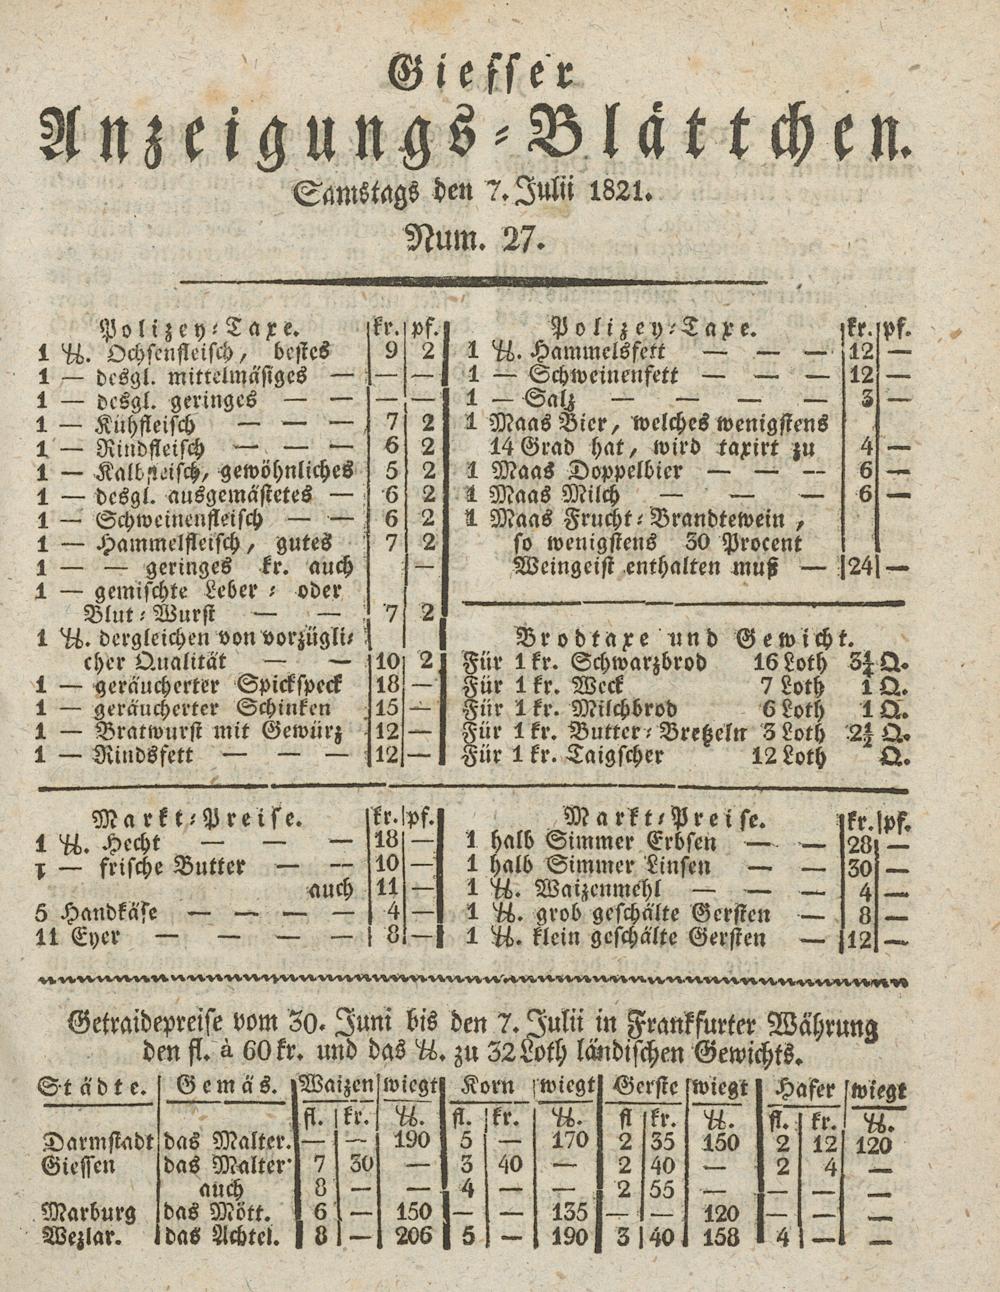 Giesser
Anzeigungs-Blättchen.
Samstags den 7. Julii 1821.
Num. 27.
Polizey-Taxe. kr. pf.
1 ℔. Ochsenfleisch, bestes 9 2
1 — desgl. mittelmäsiges — — —
1 — desgl. geringes — — — —
1 — Kühfleisch — — — 7 2
1 — Rindfleisch — — — 6 2
1 — Kalbfleisch, gewöhnliches 5 2
1 — desgl. ausgemästetes — 6 2
1 — Schweinenfleisch — — 6 2
1 — Hammelfleisch, gutes 7 2
1 — — geringes kr. auch —
1 — gemischte Leber- oder
Blut-Wurst — — 7 2
1 ℔. dergleichen von vorzügli-
cher Qualität — — 10 2
1 — geräucherter Spickspeck 18 —
1 — geräucherter Schinken 15 —
1 — Bratwurst mit Gewürz 12 —
1 — Rindsfett — — — 12 —
Polizey-Taxe. kr. pf.
1 ℔. Hammelsfett — — — 12 —
1 — Schweinenfett — — — 12 —
1 — Salz — — — — 3 —
1 Maas Bier, welches wenigstens
14 Grad hat, wird taxirt zu 4 —
1 Maas Doppelbier — — — 6 —
1 Maas Milch — — — 6 —
1 Maas Frucht-Brandtewein,
so wenigstens 30 Procent
Weingeist enthalten muß — 24 —
Brodtaxe und Gewicht.
Für 1 kr. Schwarzbrod 16 Loth 3½ Q.
Für 1 kr. Weck 7 Loth 1 Q.
Für 1 kr. Milchbrod 6 Loth 1 Q.
Für 1 kr. Butter-Bretzeln 3 Loth 2½ Q.
Für 1 kr. Taigscher 12 Loth Q.
Markt-Preise. kr. pf.
1 ℔. Hecht — — — 18 —
1 — frische Butter — — 10 —
auch 11 —
5 Handkäse — — — — 4 —
11 Eyer — — — — 8 —
Markt-Preise. kr. pf.
1 halb Simmer Erbsen — — 28 —
1 halb Simmer Linsen — — 30 —
1 ℔. Waizenmehl — — — 4 —
1 ℔. grob geschälte Gersten — 8 —
1 ℔. klein geschälte Gersten — 12 —
Getraidepreise vom 30. Juni bis den 7. Julii in Frankfurter Währung
den fl. à 60 kr. und das ℔. zu 32 Loth ländischen Gewichts.
Städte. Gemäs. Waizen wiegt Korn wiegt Gerste wiegt Hafer wiegt
fl. kr. ℔. fl. kr. ℔. fl kr. ℔. fl. kr. ℔.
Darmstadt das Malter. — — 190 5 — 170 2 35 150 2 12 120
Giessen das Malter 7 30 — 3 40 — 2 40 — 2 4 —
auch 8 — — 4 — — 2 55 — — — —
Marburg das Mött. 6 — 150 — — 135 — — 120 — — —
Wezlar. das Achtel. 8 — 206 5 — 190 3 40 158 4 — —